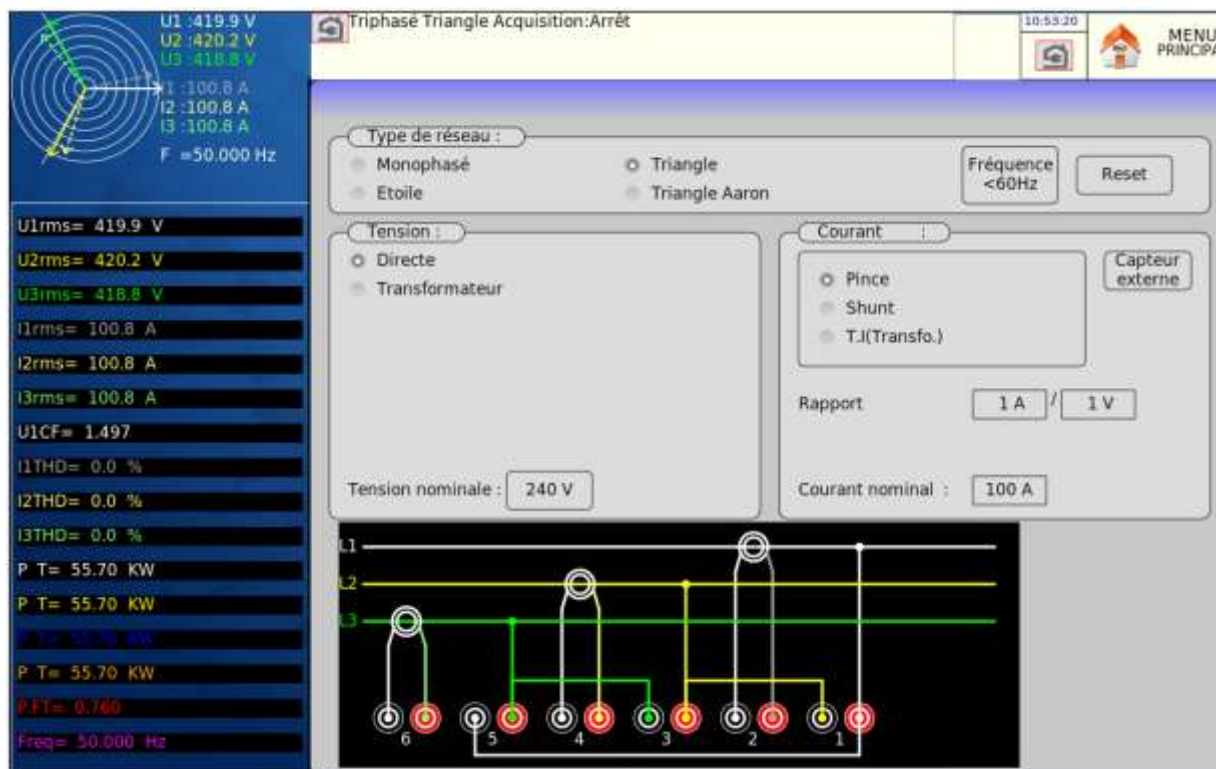 U1 :419.9 V
U2 :420.2 V
U3 :418.8 V
I1 :100.8 A
I2 :100.8 A
I3 :100.8 A
F =50.000 Hz
Triphasé Triangle Acquisition:Arrêt
10:53:20
MENU
PRINCIPA
U1rms= 419.9 V
U2rms= 420.2 V
U3rms= 418.8 V
I1rms= 100.8 A
I2rms= 100.8 A
I3rms= 100.8 A
U1CF= 1.497
I1THD= 0.0 %
I2THD= 0.0 %
I3THD= 0.0 %
P T= 55.70 KW
P T= 55.70 KW
P T= 55.70 KW
P T= 55.70 KW
P.FT= 0.760
Freq= 50.000 Hz
Type de réseau :
Monophasé
Triangle
Etoile
Triangle Aaron
Fréquence
<60Hz
Reset
Tension :
Directe
Transformateur
Tension nominale :
240 V
Courant :
Pince
Shunt
T.I(Transfo.)
Capteur
externe
Rapport
1 A
/
1 V
Courant nominal :
100 A
L1
L2
L3
6
5
4
3
2
1